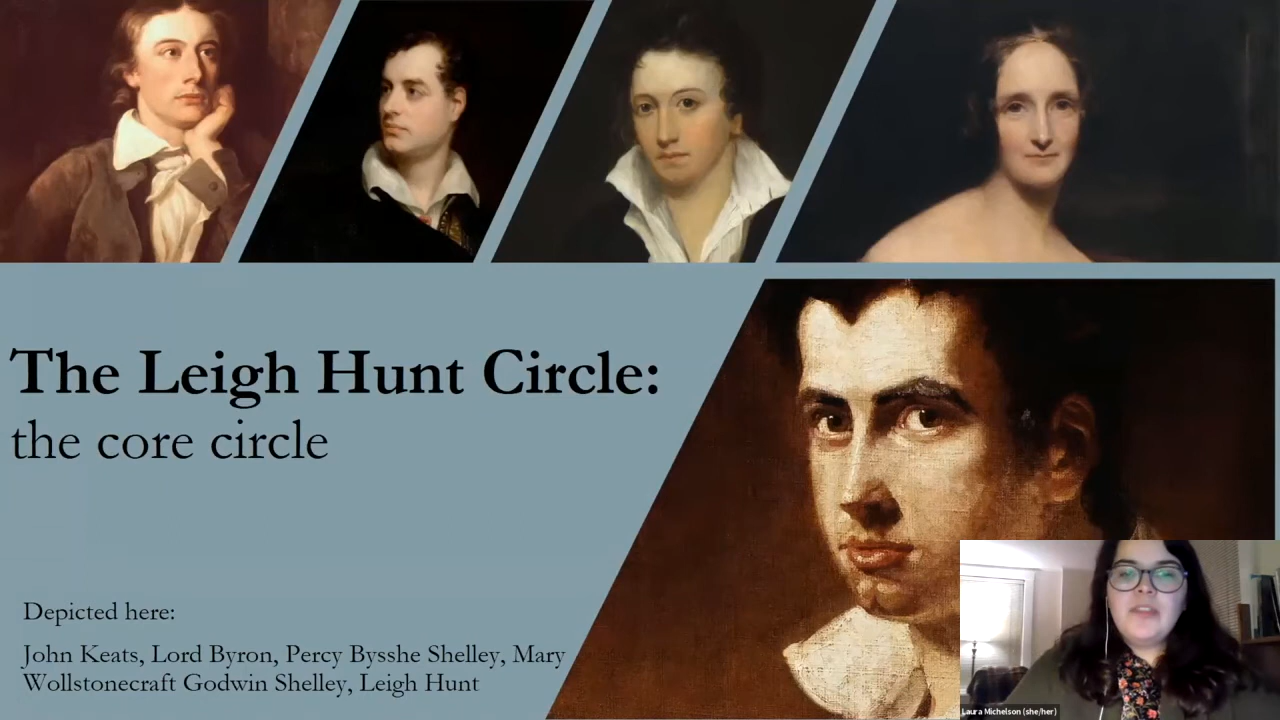 The Leigh Hunt Circle:
the core circle
Depicted here:
John Keats, Lord Byron, Percy Bysshe Shelley, Mary
Wollstonecraft Godwin Shelley, Leigh Hunt
Laura Michelson (she/her)